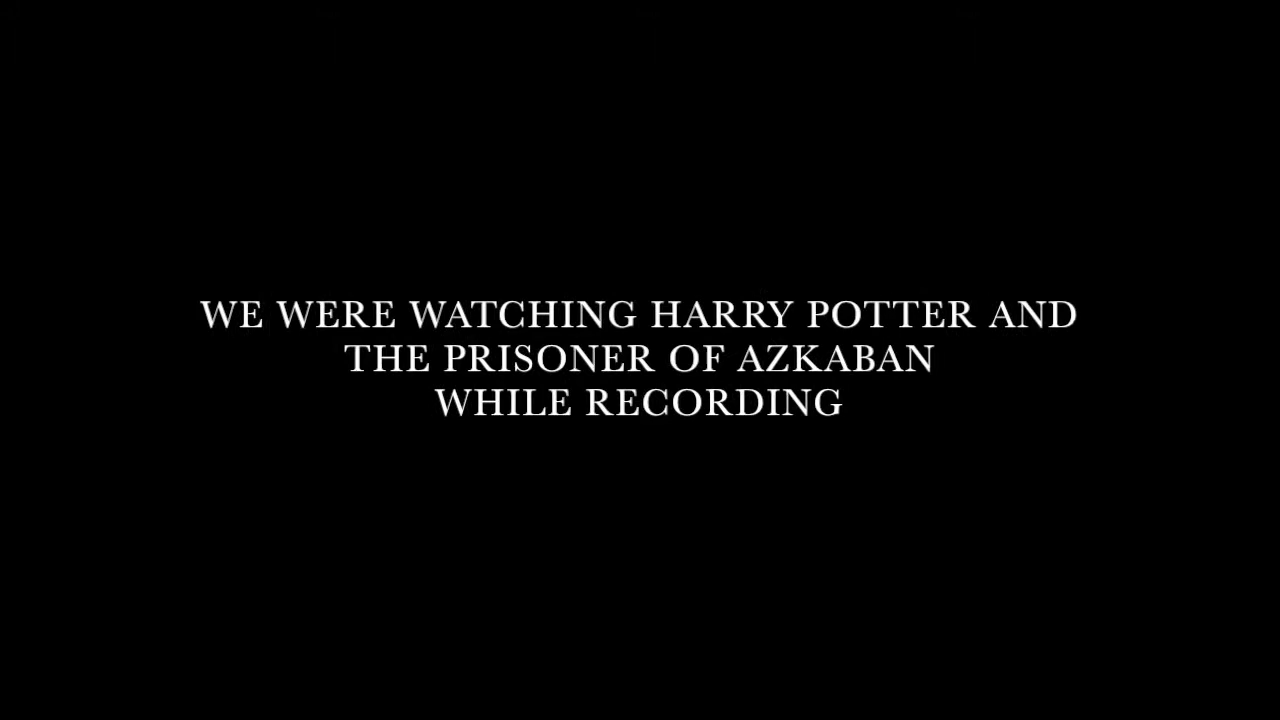 WE WERE WATCHING HARRY POTTER AND
THE PRISONER OF AZKABAN
WHILE RECORDING